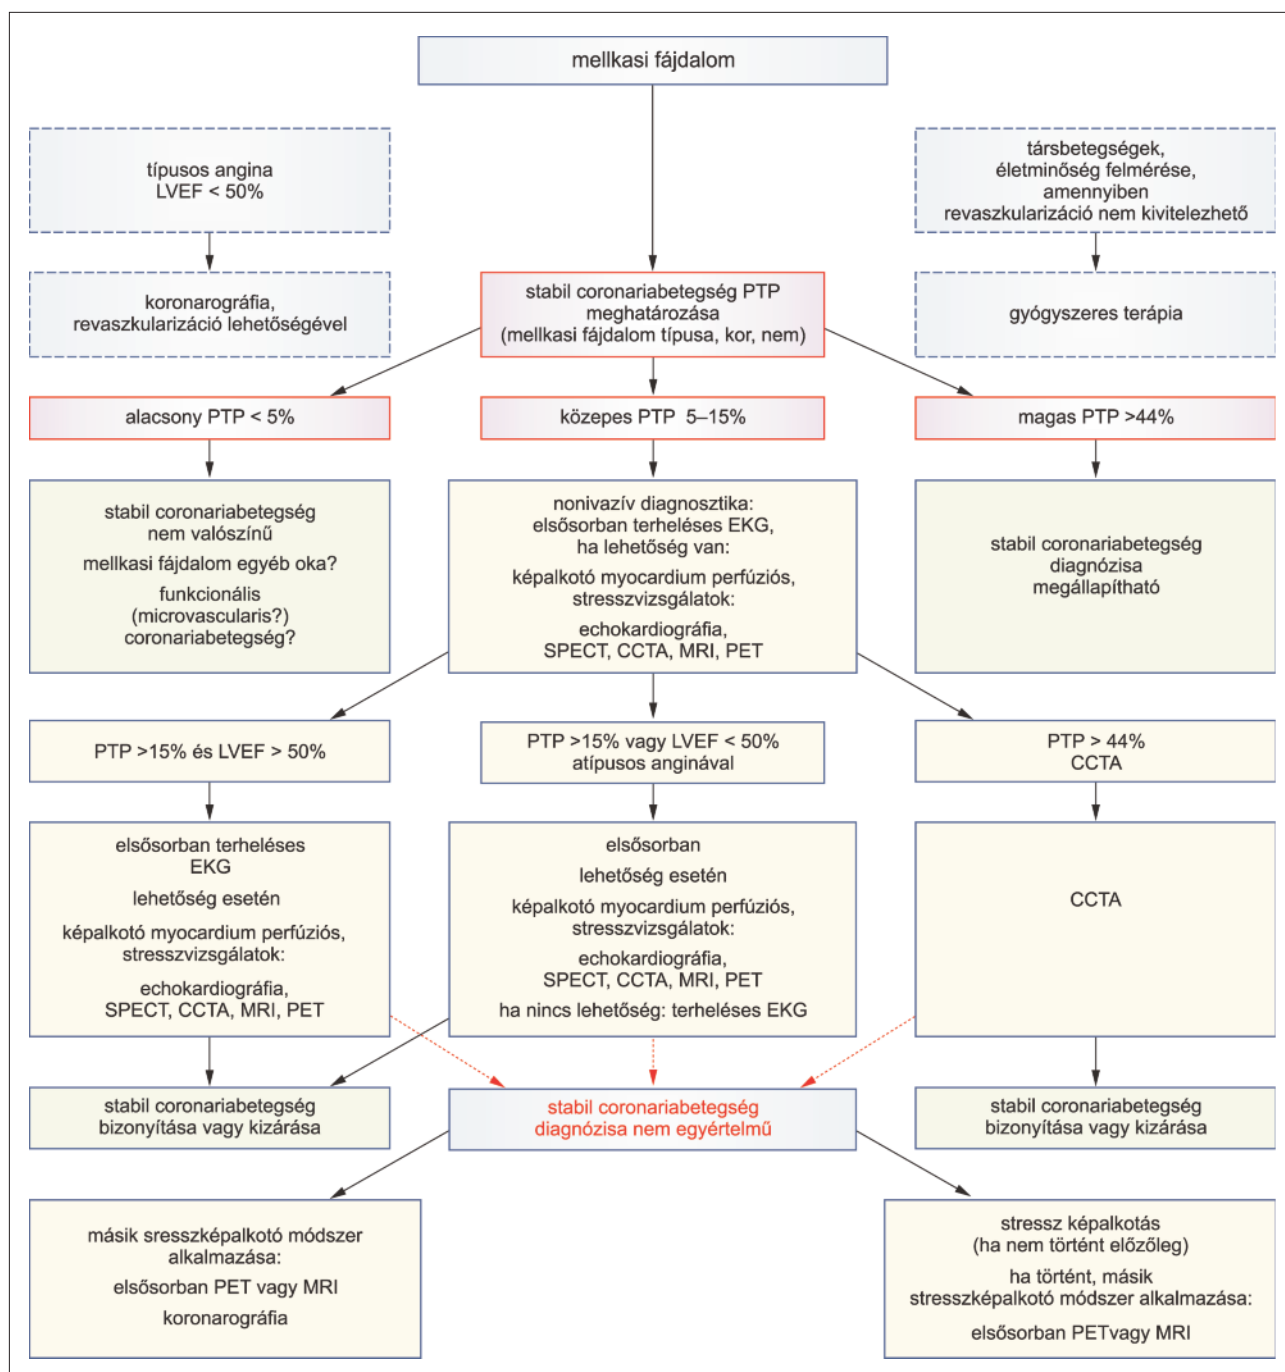 mellkasi fájdalom
típusos angina
LVEF < 50%
társbetegségek,
életminőség felmérése,
amennyiben
revaszkularizáció nem kivitelezhető
koronarográfia,
revaszkularizáció lehetőségével
stabil coronariabetegség PTP
meghatározása
(mellkasi fájdalom típusa, kor, nem)
gyógyszeres terápia
alacsony PTP < 5%
közepes PTP 5–15%
magas PTP >44%
stabil coronariabetegség
nem valószínű
mellkasi fájdalom egyéb oka?
funkcionális
(microvascularis?)
coronariabetegség?
nonivazív diagnosztika:
elsősorban terheléses EKG,
ha lehetőség van:
képalkotó myocardium perfúziós,
stresszvizsgálatok:
echokardiográfia,
SPECT, CCTA, MRI, PET
stabil coronariabetegség
diagnózisa
megállapítható
PTP >15% és LVEF > 50%
PTP >15% vagy LVEF < 50%
atípusos anginával
PTP > 44%
CCTA
elsősorban terheléses
EKG
lehetőség esetén
képalkotó myocardium perfúziós,
stresszvizsgálatok:
echokardiográfia,
SPECT, CCTA, MRI, PET
elsősorban
lehetőség esetén
képalkotó myocardium perfúziós,
stresszvizsgálatok:
echokardiográfia,
SPECT, CCTA, MRI, PET
ha nincs lehetőség: terheléses EKG
CCTA
stabil coronariabetegség
bizonyítása vagy kizárása
stabil coronariabetegség
diagnózisa nem egyértelmű
stabil coronariabetegség
bizonyítása vagy kizárása
másik sresszképalkotó módszer
alkalmazása:
elsősorban PET vagy MRI
koronarográfia
stressz képalkotás
(ha nem történt előzőleg)
ha történt, másik
stresszképalkotó módszer alkalmazása:
elsősorban PETvagy MRI